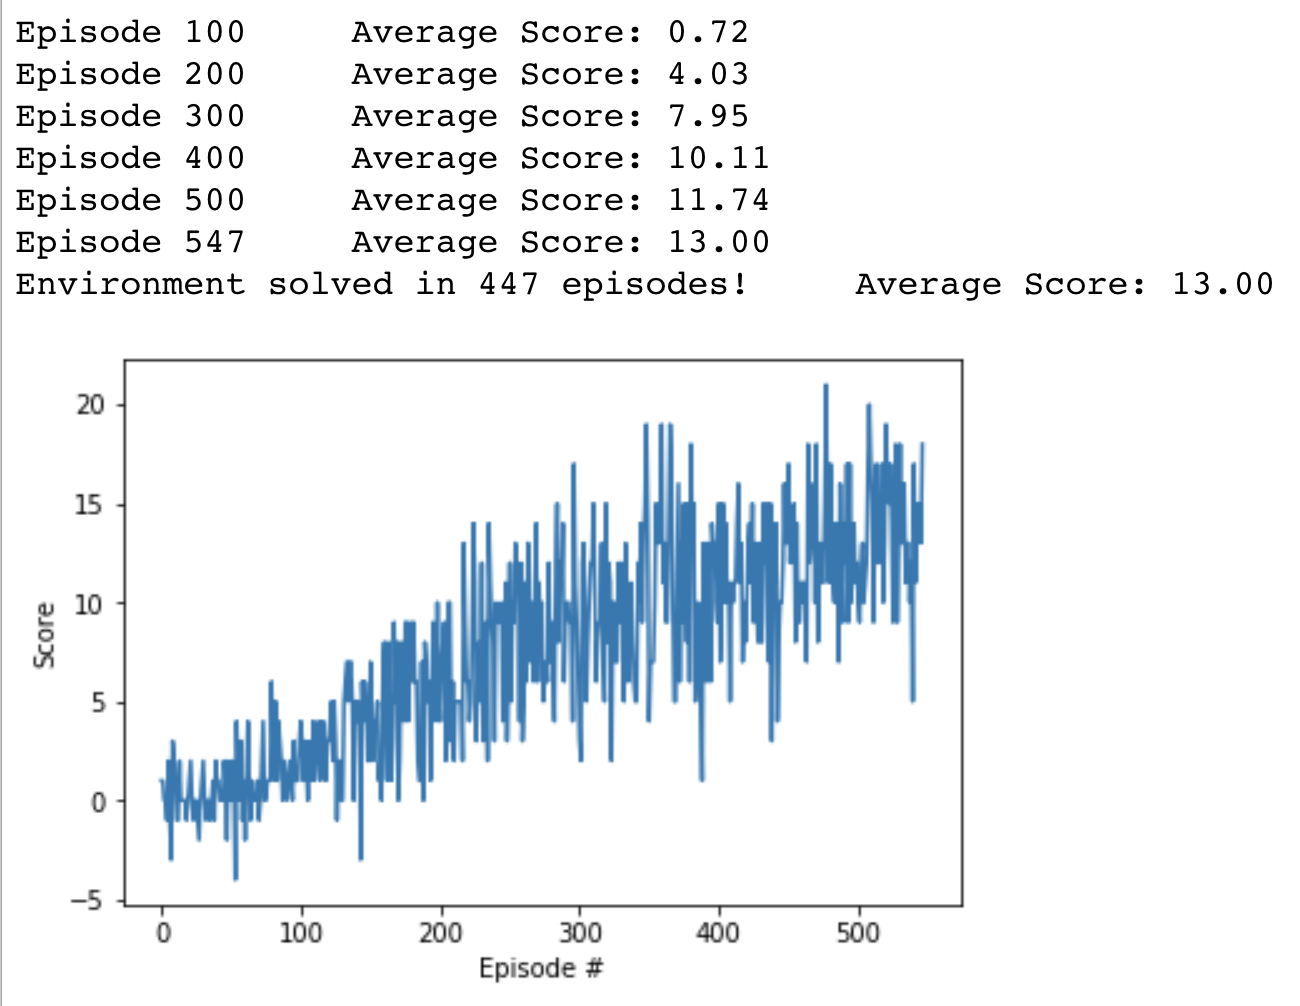 Episode 100 Average Score: 0.72
Episode 200 Average Score: 4.03
Episode 300 Average Score: 7.95
Episode 400 Average Score: 10.11
Episode 500 Average Score: 11.74
Episode 547 Average Score: 13.00
Environment solved in 447 episodes! Average Score: 13.00
20
15
10
5
0
−5
Score
0 100 200 300 400 500
Episode #